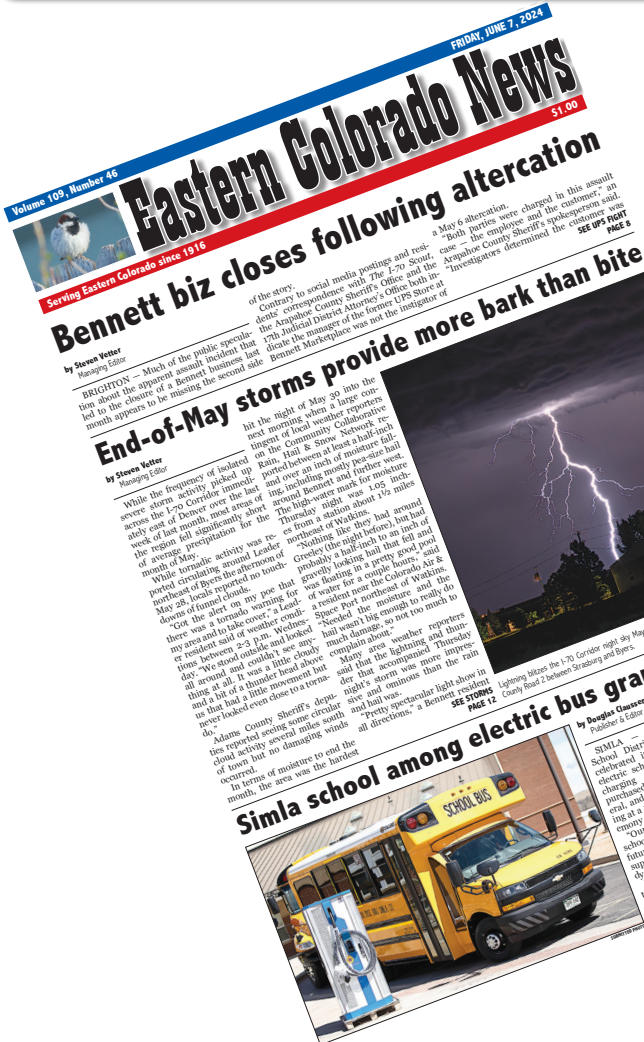 FRIDAY, JUNE 7, 2024
Volume 109, Number 46
Eastern Colorado News
Serving Eastern Colorado since 1916
$1.00
Bennett biz closes following altercation
by Steven Vetter
Managing Editor
BRIGHTON — Much of the public specula-
tion about the apparent assault incident that
led to the closure of a Bennett business last
month appears to be missing the second side
of the story.
Contrary to social media postings and resi-
dents' correspondence with The I-70 Scout,
the Arapahoe County Sheriff's Office and the
17th Judicial District Attorney's Office both in-
dicate the manager of the former UPS Store at
Bennett Marketplace was not the instigator of
a May 6 altercation.
"Both parties were charged in this assault
case — the employee and the customer," an
Arapahoe County Sheriff's spokesperson said.
"Investigators determined the customer was
SEE UPS FIGHT
PAGE 8
End-of-May storms provide more bark than bite
by Steven Vetter
Managing Editor
While the frequency of isolated
severe storm activity picked up
across the I-70 Corridor immedi-
ately east of Denver over the last
week of last month, most areas of
the region fell significantly short
of average precipitation for the
month of May.
While tornadic activity was re-
ported circulating around Leader
northeast of Byers the afternoon of
May 28, locals reported no touch-
downs of funnel clouds.
"Got the alert on my poe that
there was a tornado warning for
my area and to take cover," a Lead-
er resident said of weather condi-
tions between 2-3 p.m. Wednes-
day. "We stood outside and looked
all around and couldn't see any-
thing at all. It was a little cloudy
and a bit of a thunder head above
us that had a little movement but
never looked even close to a torna-
do."
Adams County Sheriff's depu-
ties reported seeing some circular
cloud activity several miles south
of town but no damaging winds
occurred.
In terms of moisture to end the
month, the area was the hardest
hit the night of May 30 into the
next morning when a large con-
tingent of local weather reporters
on the Community Collaborative
Rain, Hail & Snow Network re-
ported between at least a half-inch
and over an inch of moisture fall-
ing, including mostly pea-size hail
around Bennett and further west.
The high-water mark for moisture
Thursday night was 1.05 inch-
es from a station about 1½ miles
northeast of Watkins.
"Nothing like they had around
Greeley (the night before), but had
probably a half-inch to an inch of
gravelly looking hail that fell and
was floating in a pretty good pool
of water for a couple hours," said
a resident near the Colorado Air &
Space Port northeast of Watkins.
"Needed the moisture and the
hail wasn't big enough to really do
much damage, so not too much to
complain about."
Many area weather reporters
said that the lightning and thun-
der that accompanied Thursday
night's storm was more impres-
sive and ominous than the rain
and hail was.
"Pretty spectacular light show in
all directions," a Bennett resident
SEE STORMS
PAGE 12
Lightning blitzes the I-70 Corridor night sky May
County Road 2 between Strasburg and Byers.
Simla school among electric bus gran
by Douglas Clausse
Publisher & Editor
SIMLA —
School Distri
celebrated i
electric sch
charging
purchased
eral, and
ing at a
emony
"Our
schoo
futur
sup
dy
SCHOOL BUS
SUBMITTED PHOTO